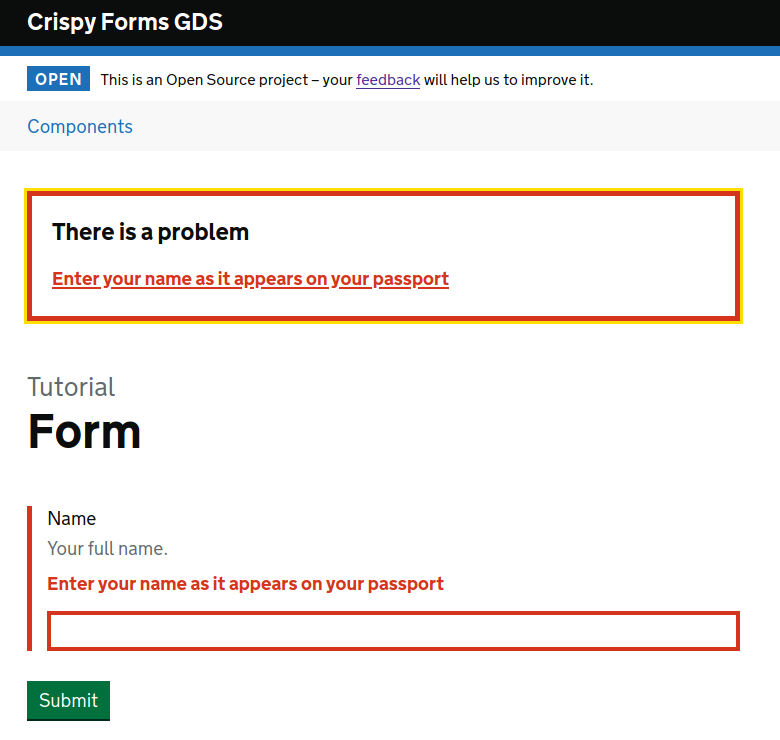 Crispy Forms GDS
OPEN This is an Open Source project – your feedback will help us to improve it.
Components
There is a problem
Enter your name as it appears on your passport
Tutorial
Form
Name
Your full name.
Enter your name as it appears on your passport
Submit